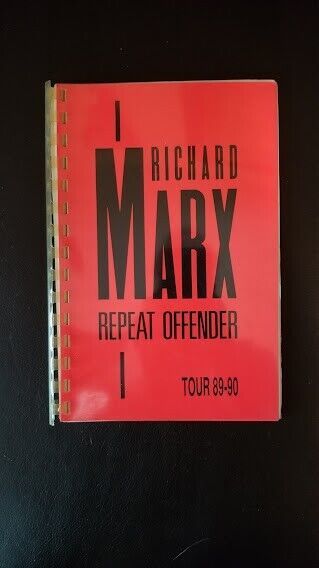 RICHARD
MARX
REPEAT OFFENDER
TOUR 89-90